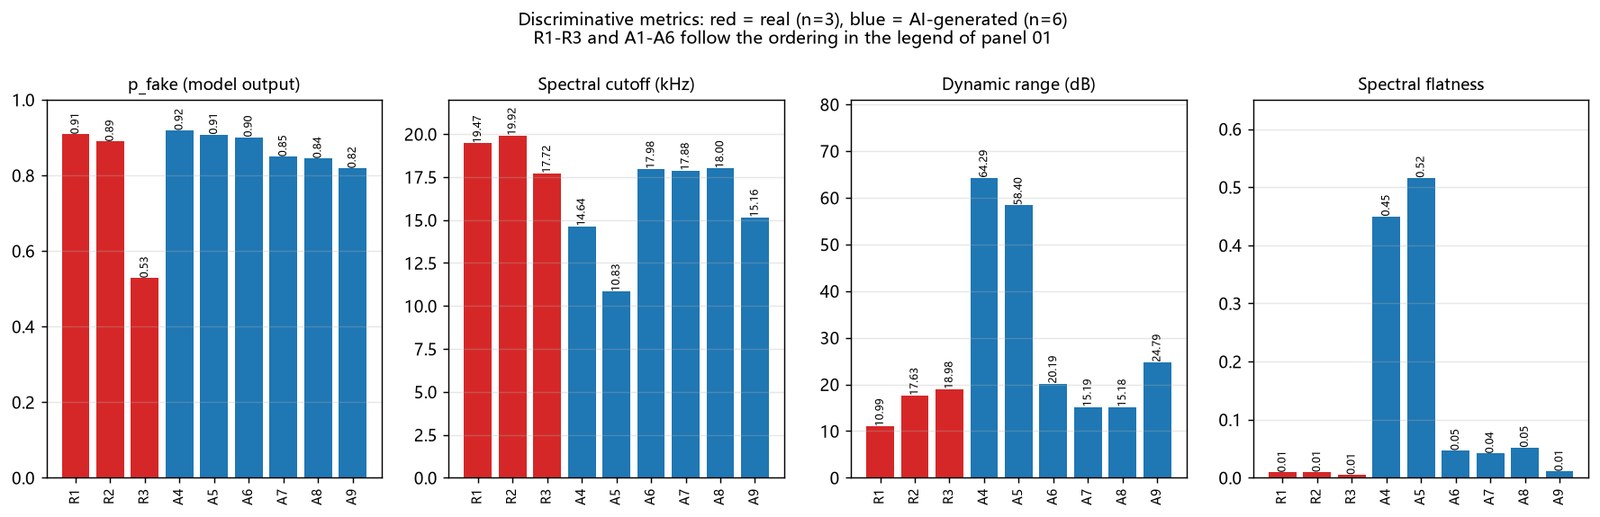 Discriminative metrics: red = real (n=3), blue = AI-generated (n=6)
R1-R3 and A1-A6 follow the ordering in the legend of panel 01
p_fake (model output)
1.0
0.8
0.6
0.4
0.2
0.0
0.91
0.89
0.53
0.92
0.91
0.90
0.85
0.84
0.82
R1
R2
R3
A4
A5
A6
A7
A8
A9
Spectral cutoff (kHz)
20.0
17.5
15.0
12.5
10.0
7.5
5.0
2.5
0.0
19.47
19.92
17.72
14.64
10.83
17.98
17.88
18.00
15.16
R1
R2
R3
A4
A5
A6
A7
A8
A9
Dynamic range (dB)
80
70
60
50
40
30
20
10
0
10.99
17.63
18.98
64.29
58.40
20.19
15.19
15.18
24.79
R1
R2
R3
A4
A5
A6
A7
A8
A9
Spectral flatness
0.6
0.5
0.4
0.3
0.2
0.1
0.0
0.01
0.01
0.01
0.45
0.52
0.05
0.04
0.05
0.01
R1
R2
R3
A4
A5
A6
A7
A8
A9